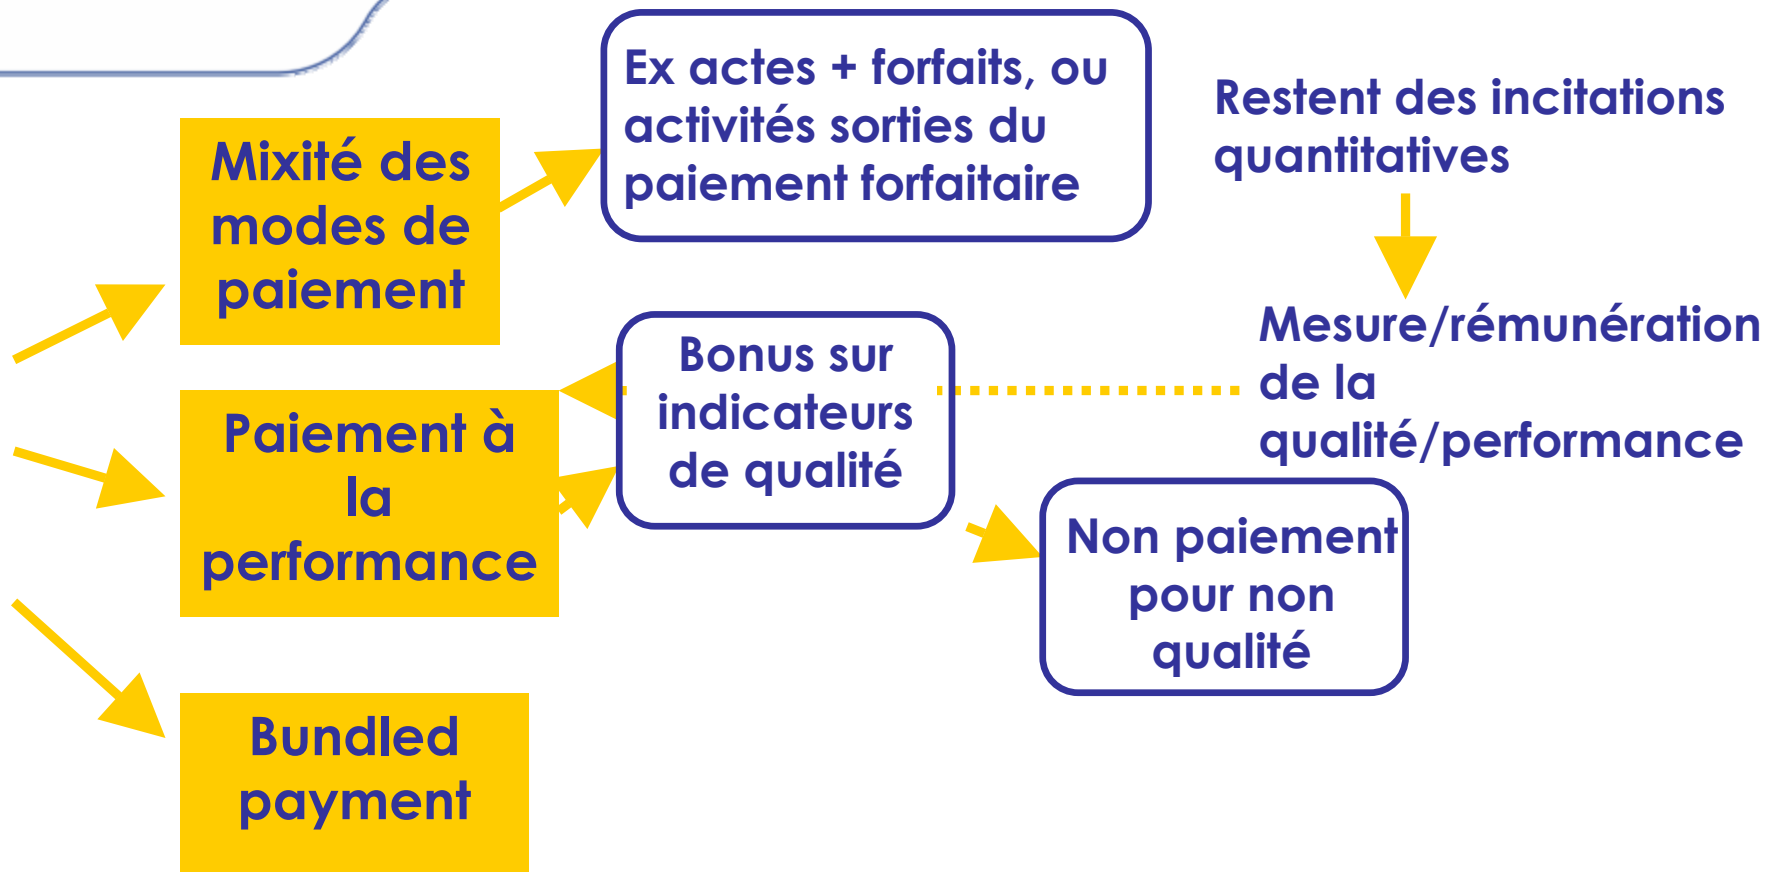 Mixité des
modes de
paiement
Ex actes + forfaits, ou
activités sorties du
paiement forfaitaire
Restent des incitations
quantitatives
Mesure/rémunération
de la
qualité/performance
Paiement à
la
performance
Bonus sur
indicateurs
de qualité
Non paiement
pour non
qualité
Bundled
payment